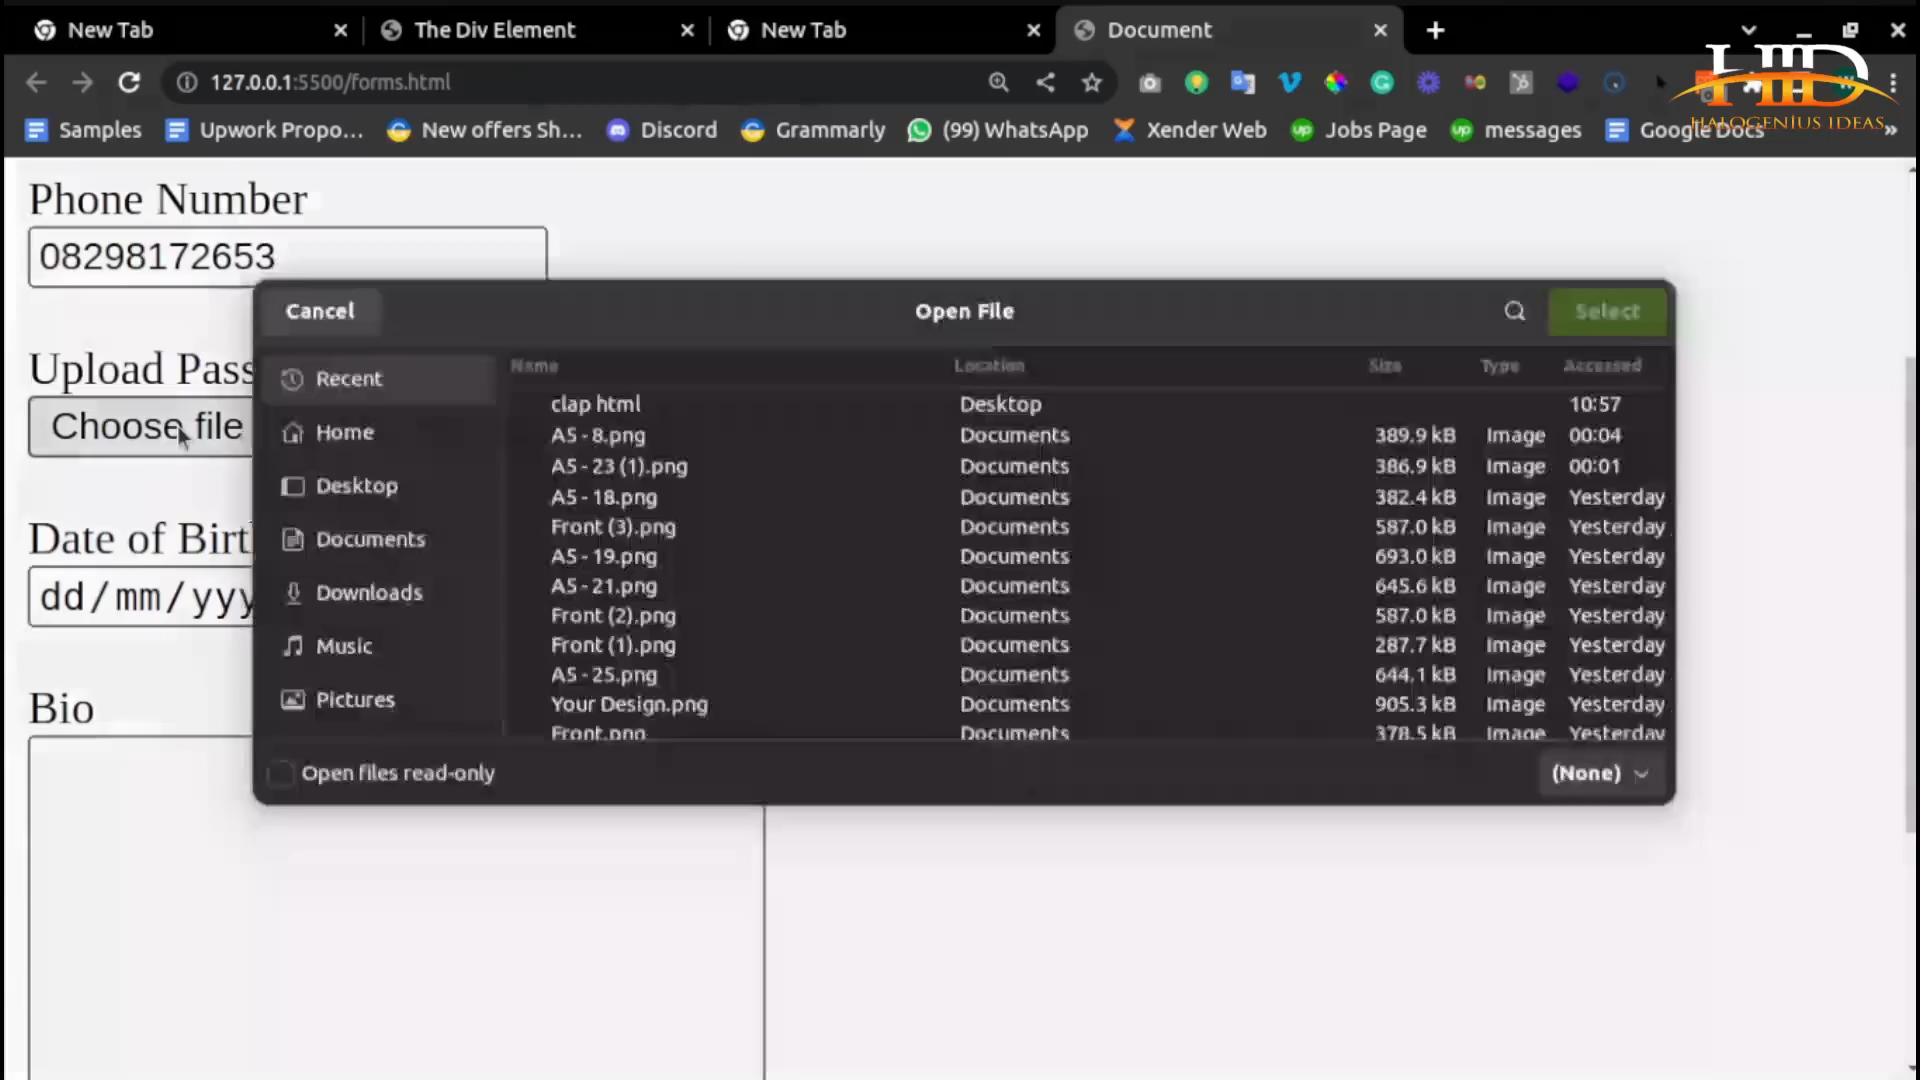 New Tab
The Div Element
New Tab
Document
127.0.0.1:5500/forms.html
HID
HALOGENIUS IDEAS
Samples
Upwork Propo...
New offers Sh...
Discord
Grammarly
(99) WhatsApp
Xender Web
Jobs Page
messages
Google Docs
»
Phone Number
08298172653
Upload Pass
Choose file
Date of Birt
dd/mm/yyy
Bio
Cancel
Open File
Select
Recent
Home
Desktop
Documents
Downloads
Music
Pictures
Name Location Size Type Accessed
clap html Desktop 10:57
A5 - 8.png Documents 389.9 kB Image 00:04
A5 - 23 (1).png Documents 386.9 kB Image 00:01
A5 - 18.png Documents 382.4 kB Image Yesterday
Front (3).png Documents 587.0 kB Image Yesterday
A5 - 19.png Documents 693.0 kB Image Yesterday
A5 - 21.png Documents 645.6 kB Image Yesterday
Front (2).png Documents 587.0 kB Image Yesterday
Front (1).png Documents 287.7 kB Image Yesterday
A5 - 25.png Documents 644.1 kB Image Yesterday
Your Design.png Documents 905.3 kB Image Yesterday
Front.png Documents 378.5 kB Image Yesterday
Open files read-only
(None)